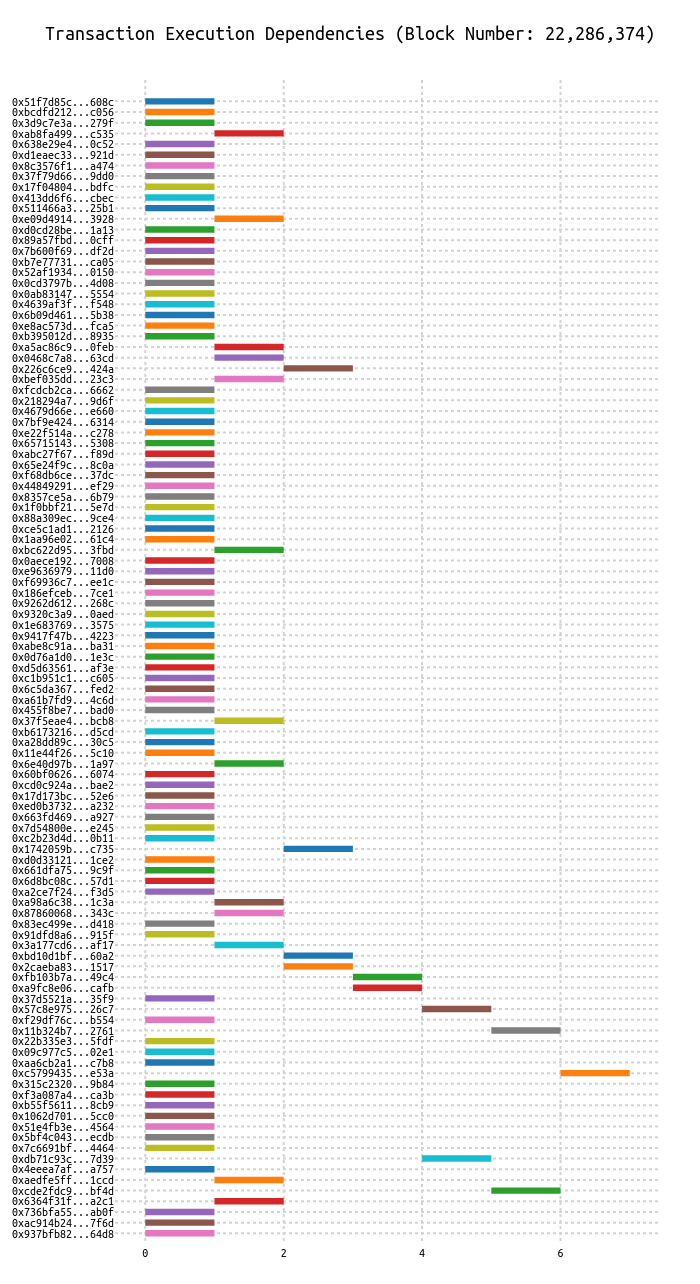 Transaction Execution Dependencies (Block Number: 22,286,374)
0x51f7d85c...608c
0xbcdfd212...c056
0x3d9c7e3a...279f
0xab8fa499...c535
0x638e29e4...0c52
0xd1eaec33...921d
0x8c3576f1...a474
0x37f79d66...9dd0
0x17f04804...bdfc
0x413dd6f6...cbec
0x511466a3...25b1
0xe09d4914...3928
0xd0cd28be...1a13
0x89a57fbd...0cff
0x7b600f69...df2d
0xb7e77731...ca05
0x52af1934...0150
0x0cd3797b...4d08
0x0ab83147...5554
0x4639af3f...f548
0x6b09d461...5b38
0xe8ac573d...fca5
0xb395012d...8935
0xa5ac86c9...0feb
0x0468c7a8...63cd
0x226c6ce9...424a
0xbef035dd...23c3
0xfcdcb2ca...6662
0x218294a7...9d6f
0x4679d66e...e660
0x7bf9e424...6314
0xe22f514a...c278
0x65715143...5308
0xabc27f67...f89d
0x65e24f9c...8c0a
0xf68db6ce...37dc
0x44849291...ef29
0x8357ce5a...6b79
0x1f0bbf21...5e7d
0x88a309ec...9ce4
0xce5c1ad1...2126
0x1aa96e02...61c4
0xbc622d95...3fbd
0x0aece192...7008
0xe9636979...11d0
0xf69936c7...ee1c
0x186efceb...7ce1
0x9262d612...268c
0x9320c3a9...0aed
0x1e683769...3575
0x9417f47b...4223
0xabe8c91a...ba31
0x0d76a1d0...1e3c
0xd5d63561...af3e
0xc1b951c1...c605
0x6c5da367...fed2
0xa61b7fd9...4c6d
0x455f8be7...bad0
0x37f5eae4...bcb8
0xb6173216...d5cd
0xa28dd89c...30c5
0x11e44f26...5c10
0x6e40d97b...1a97
0x60bf0626...6074
0xcd0c924a...bae2
0x17d173bc...52e6
0xed0b3732...a232
0x663fd469...a927
0x7d54800e...e245
0xc2b23d4d...0b11
0x1742059b...c735
0xd0d33121...1ce2
0x661dfa75...9c9f
0x6d8bc08c...57d1
0xa2ce7f24...f3d5
0xa98a6c38...1c3a
0x87860068...343c
0x83ec499e...d418
0x91dfd8a6...915f
0x3a177cd6...af17
0xbd10d1bf...60a2
0x2caeba83...1517
0xfb103b7a...49c4
0xa9fc8e06...cafb
0x37d5521a...35f9
0x57c8e975...26c7
0xf29df76c...b554
0x11b324b7...2761
0x22b335e3...5fdf
0x09c977c5...02e1
0xaa6cb2a1...c7b8
0xc5799435...e53a
0x315c2320...9b84
0xf3a087a4...ca3b
0xb55f5611...8cb9
0x1062d701...5cc0
0x51e4fb3e...4564
0x5bf4c043...ecdb
0x7c6691bf...4464
0xdb71c93c...7d39
0x4eeea7af...a757
0xaedfe5ff...1ccd
0xcde2fdc9...bf4d
0x6364f31f...a2c1
0x736bfa55...ab0f
0xac914b24...7f6d
0x937bfb82...64d8
0 2 4 6